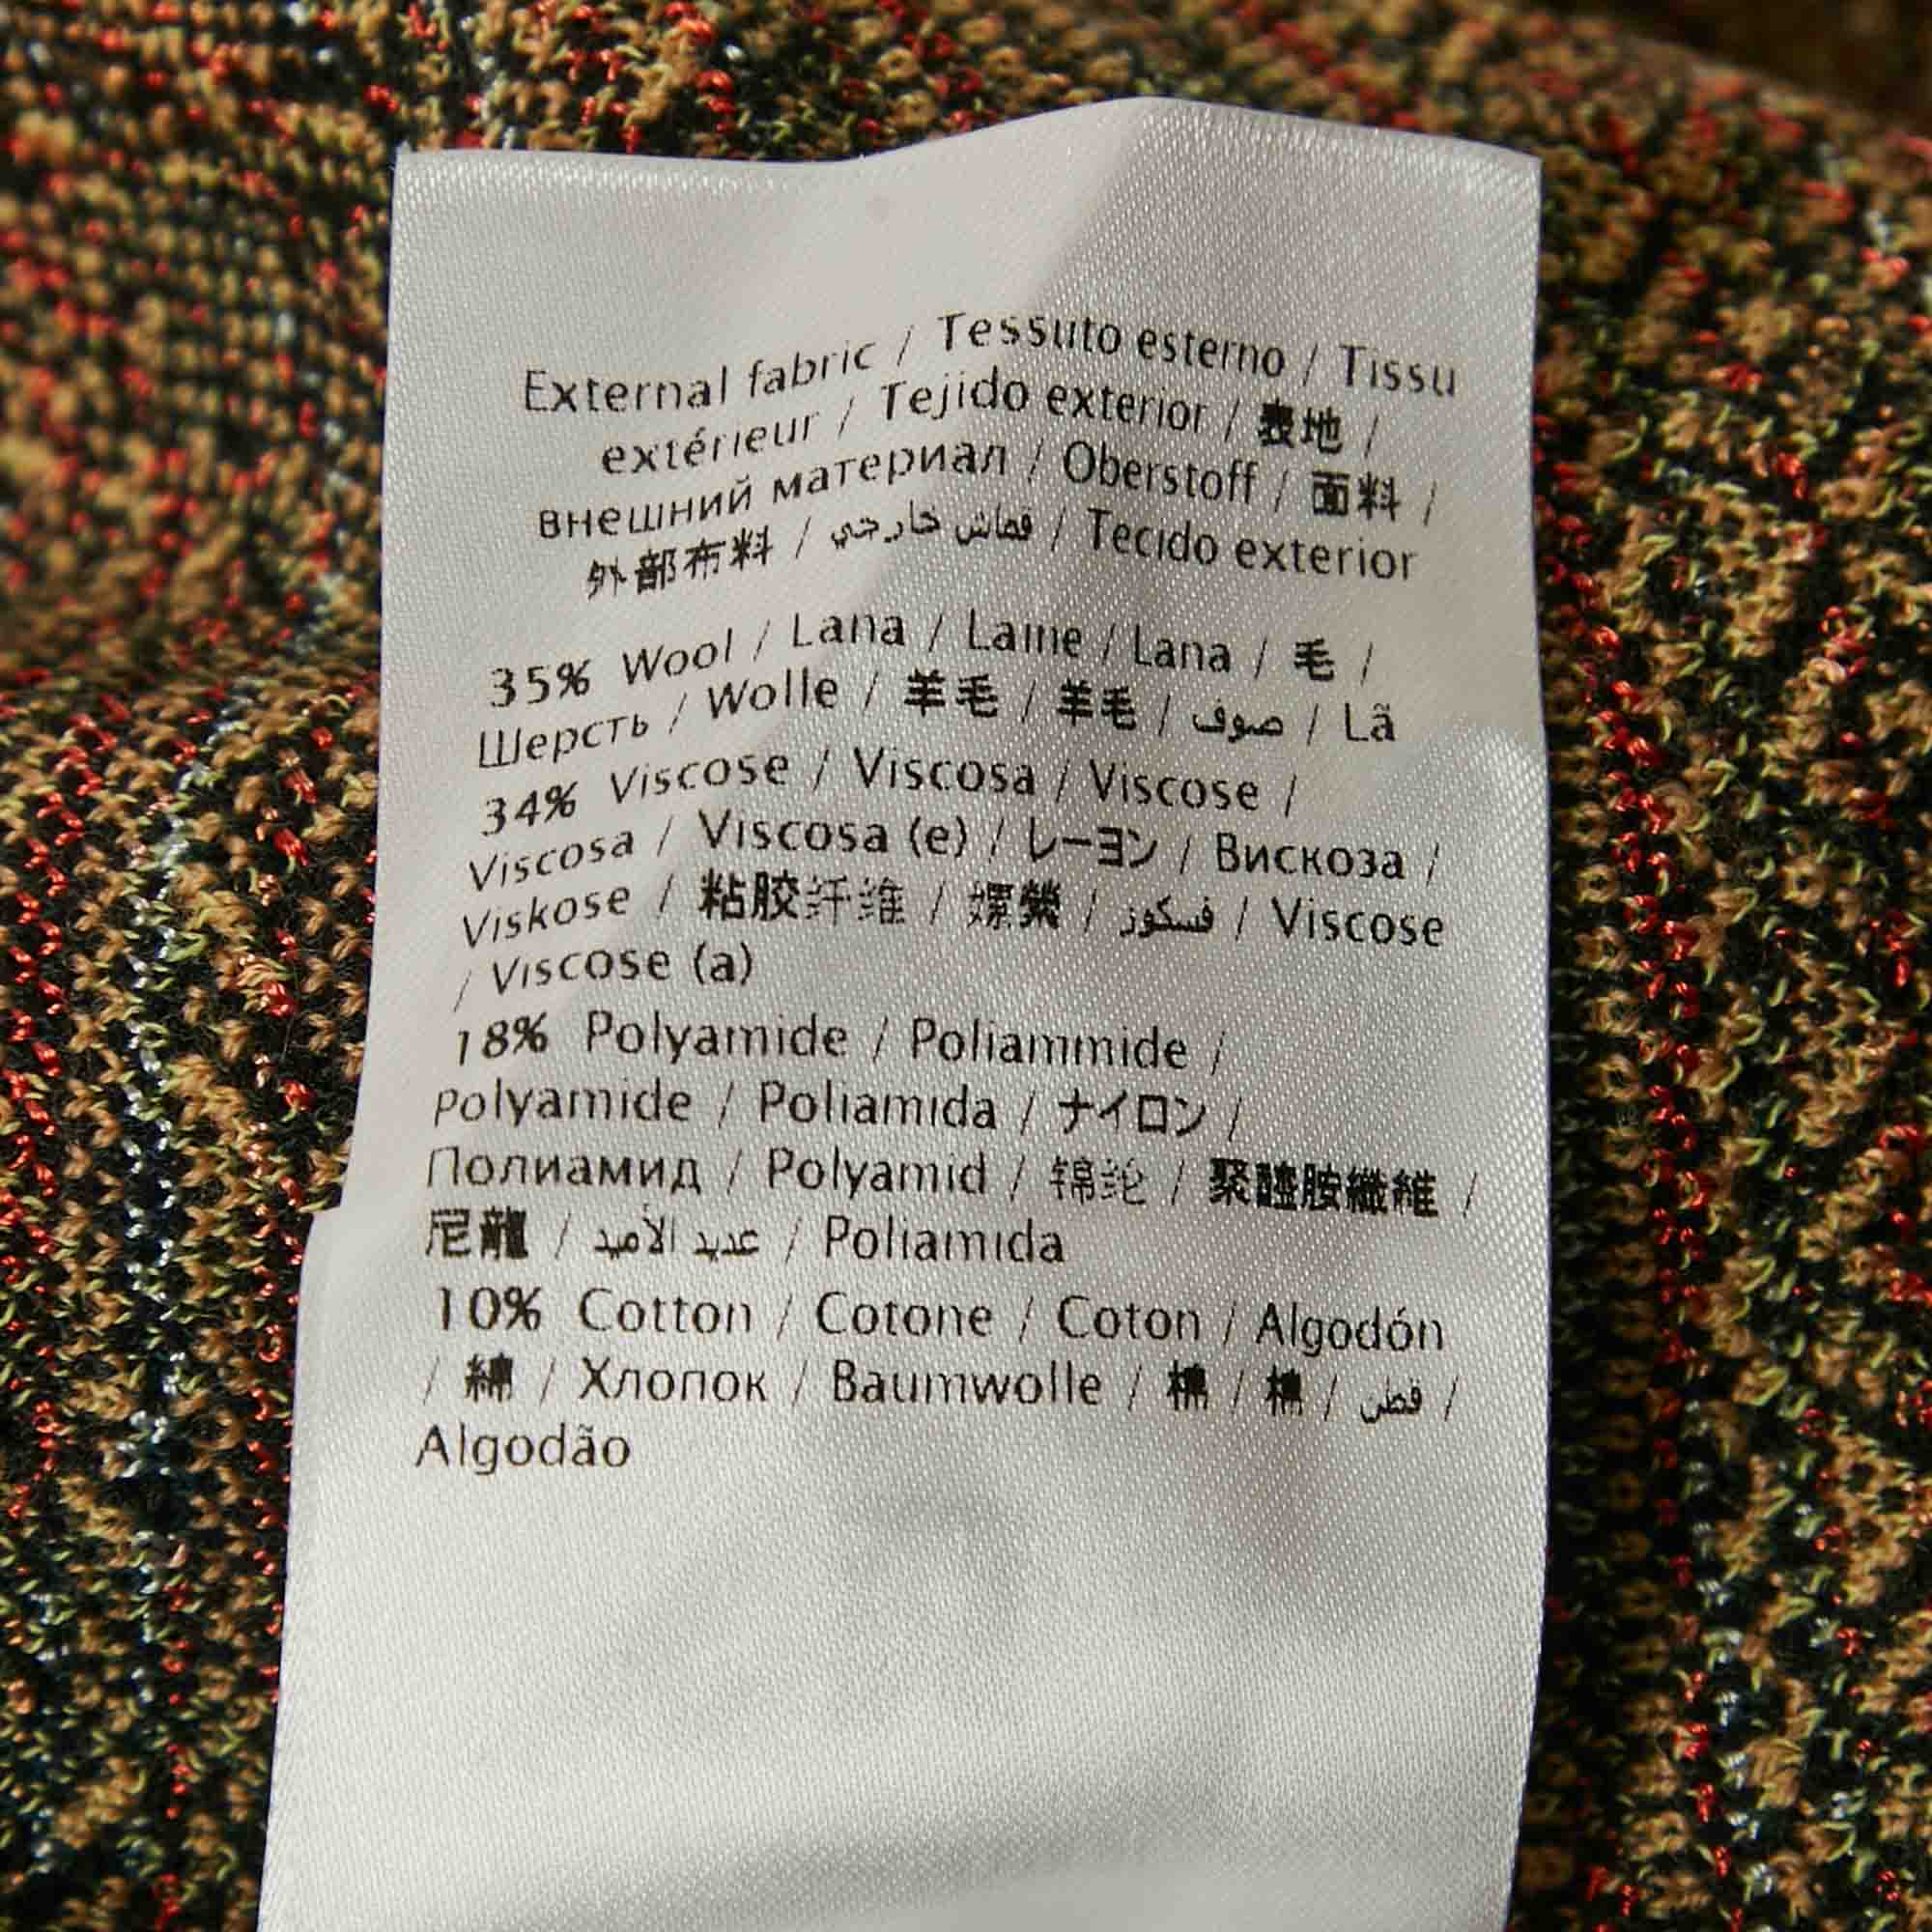 External fabric / Tessuto esterno / Tissu
extérieur / Tejido exterior / 表地 /
внешний материал / Oberstoff / 面料 /
外部布料 / قماش خارجي / Tecido exterior
35% Wool / Lana / Laine / Lana / 毛 /
Шерсть / Wolle / 羊毛 / 羊毛 / صوف / Lã
34% Viscose / Viscosa / Viscose /
Viscosa / Viscosa (e) / レーヨン / Вискоза /
Viskose / 粘胶纤维 / 嫘縈 / فسكوز / Viscose
/ Viscose (a)
18% Polyamide / Poliammide /
Polyamide / Poliamida / ナイロン /
Полиамид / Polyamid / 锦纶 / 聚醯胺纖維 /
尼龍 / عديد الأميد / Poliamida
10% Cotton / Cotone / Coton / Algodón
/ 綿 / Хлопок / Baumwolle / 棉 / 棉 / قطن /
Algodão